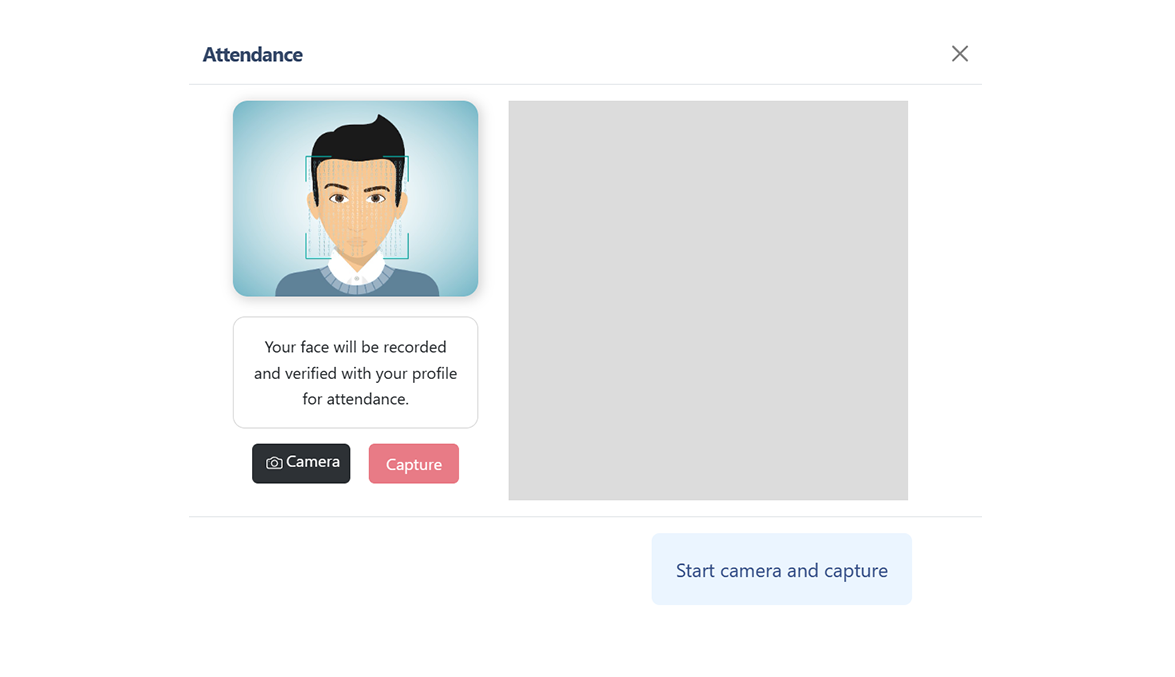 Attendance
Your face will be recorded
and verified with your profile
for attendance.
Camera
Capture
Start camera and capture